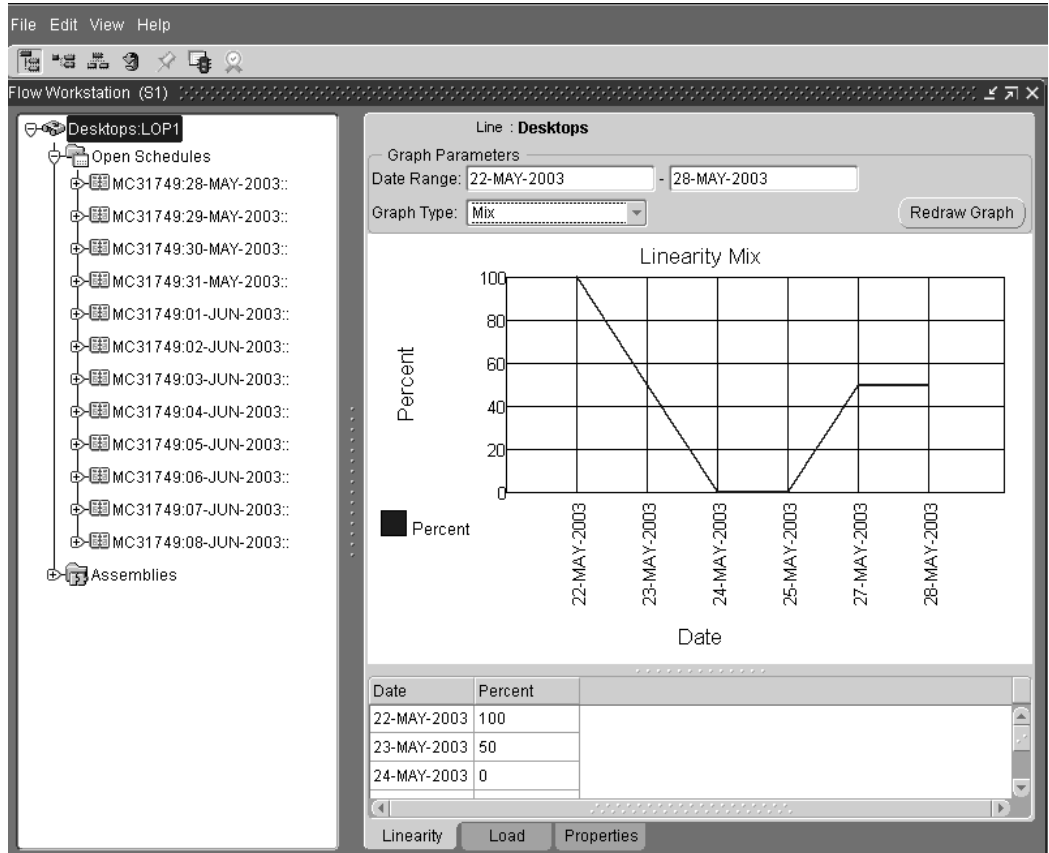 File Edit View Help
Flow Workstation (S1)
Desktops:LOP1
Open Schedules
MC31749:28-MAY-2003::
MC31749:29-MAY-2003::
MC31749:30-MAY-2003::
MC31749:31-MAY-2003::
MC31749:01-JUN-2003::
MC31749:02-JUN-2003::
MC31749:03-JUN-2003::
MC31749:04-JUN-2003::
MC31749:05-JUN-2003::
MC31749:06-JUN-2003::
MC31749:07-JUN-2003::
MC31749:08-JUN-2003::
Assemblies
Line : Desktops
Graph Parameters
Date Range: 22-MAY-2003 - 28-MAY-2003
Graph Type: Mix Redraw Graph
Linearity Mix
100
80
60
40
20
0
Percent
Percent
22-MAY-2003
23-MAY-2003
24-MAY-2003
25-MAY-2003
27-MAY-2003
28-MAY-2003
Date
Date Percent
22-MAY-2003 100
23-MAY-2003 50
24-MAY-2003 0
Linearity Load Properties